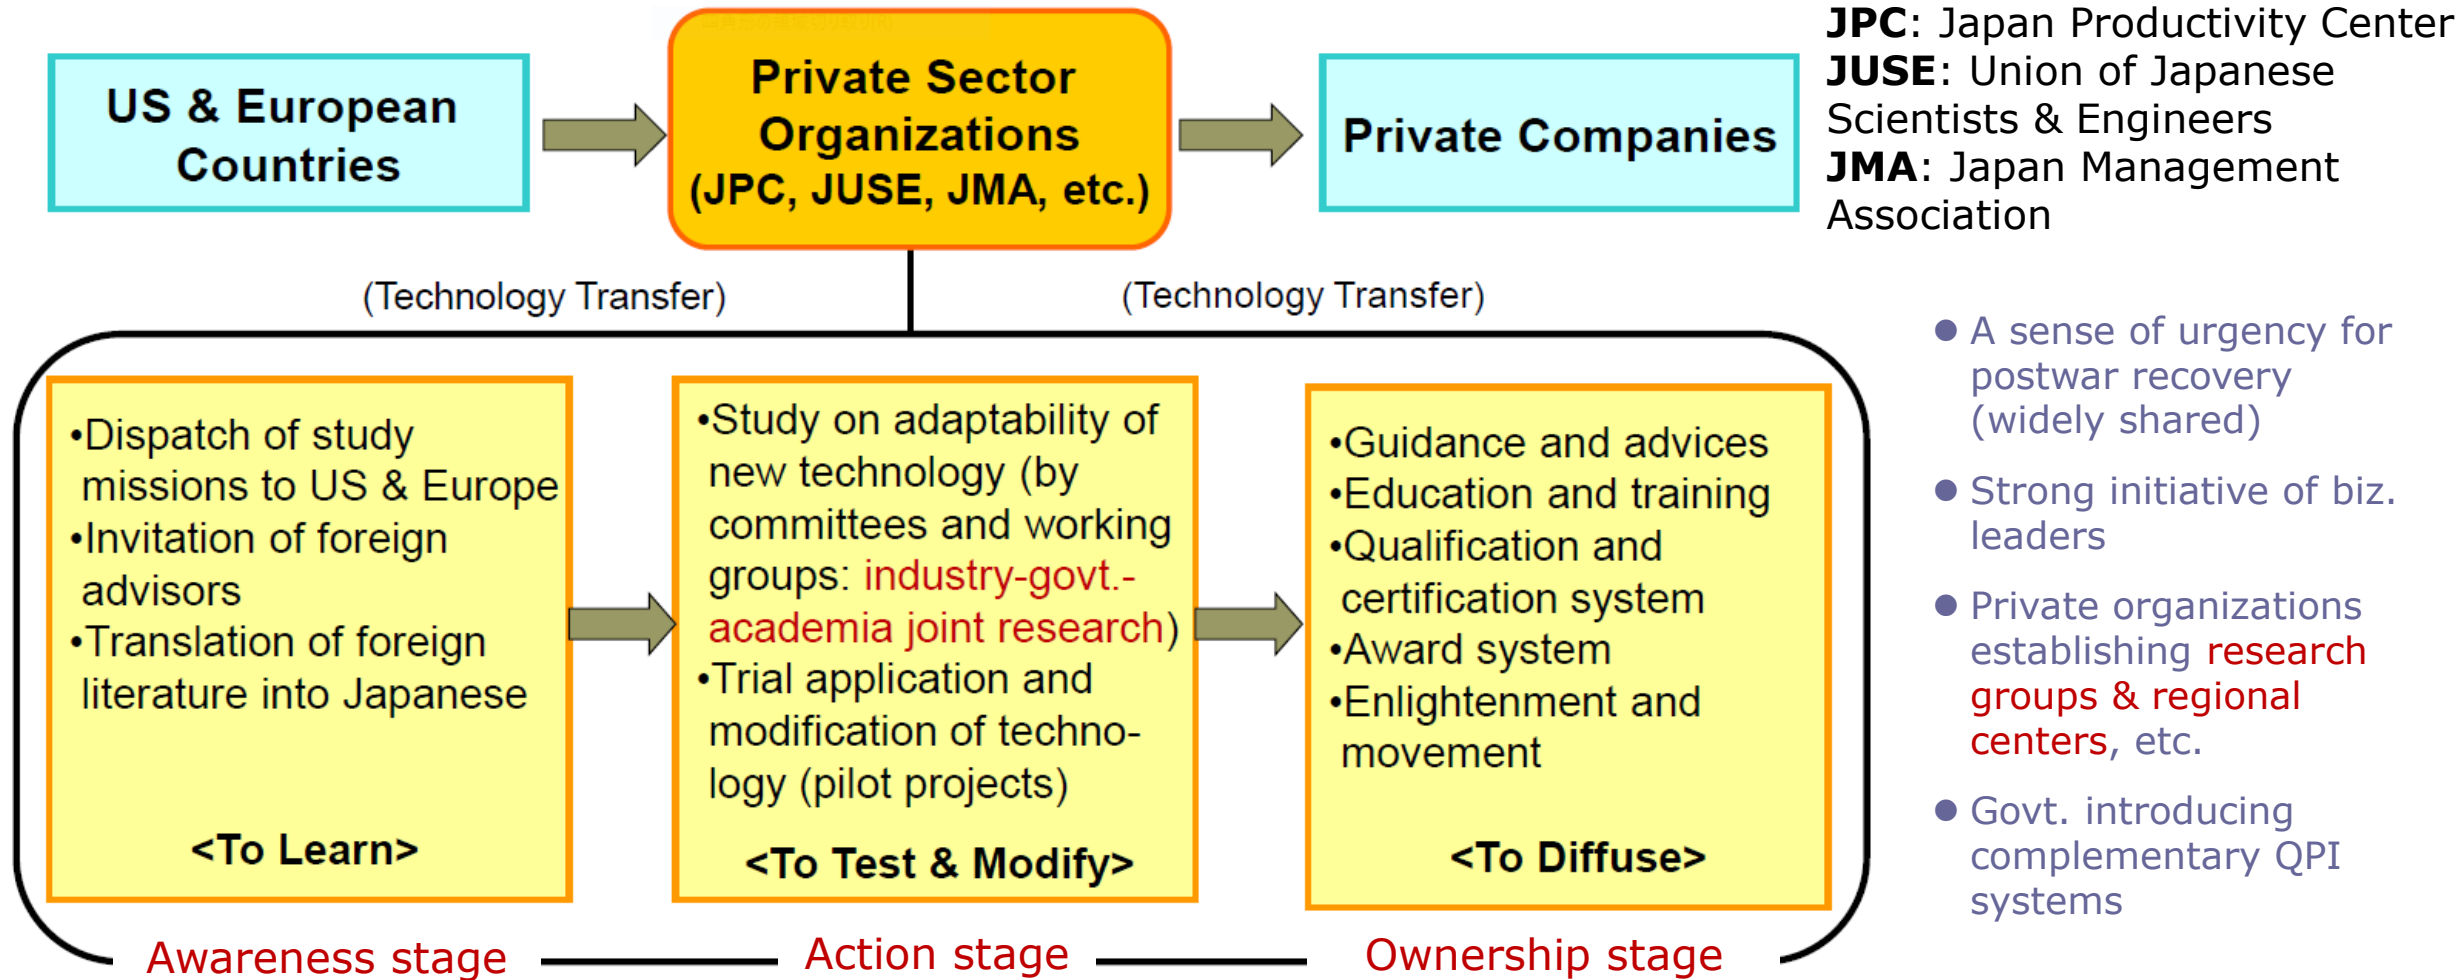 US & European
Countries
Private Sector
Organizations
(JPC, JUSE, JMA, etc.)
Private Companies
JPC: Japan Productivity Center
JUSE: Union of Japanese
Scientists & Engineers
JMA: Japan Management
Association
(Technology Transfer)
(Technology Transfer)
•Dispatch of study
missions to US & Europe
•Invitation of foreign
advisors
•Translation of foreign
literature into Japanese
<To Learn>
•Study on adaptability of
new technology (by
committees and working
groups: industry-govt.-
academia joint research)
•Trial application and
modification of techno-
logy (pilot projects)
<To Test & Modify>
•Guidance and advices
•Education and training
•Qualification and
certification system
•Award system
•Enlightenment and
movement
<To Diffuse>
Awareness stage
Action stage
Ownership stage
● A sense of urgency for
postwar recovery
(widely shared)
● Strong initiative of biz.
leaders
● Private organizations
establishing research
groups & regional
centers, etc.
● Govt. introducing
complementary QPI
systems